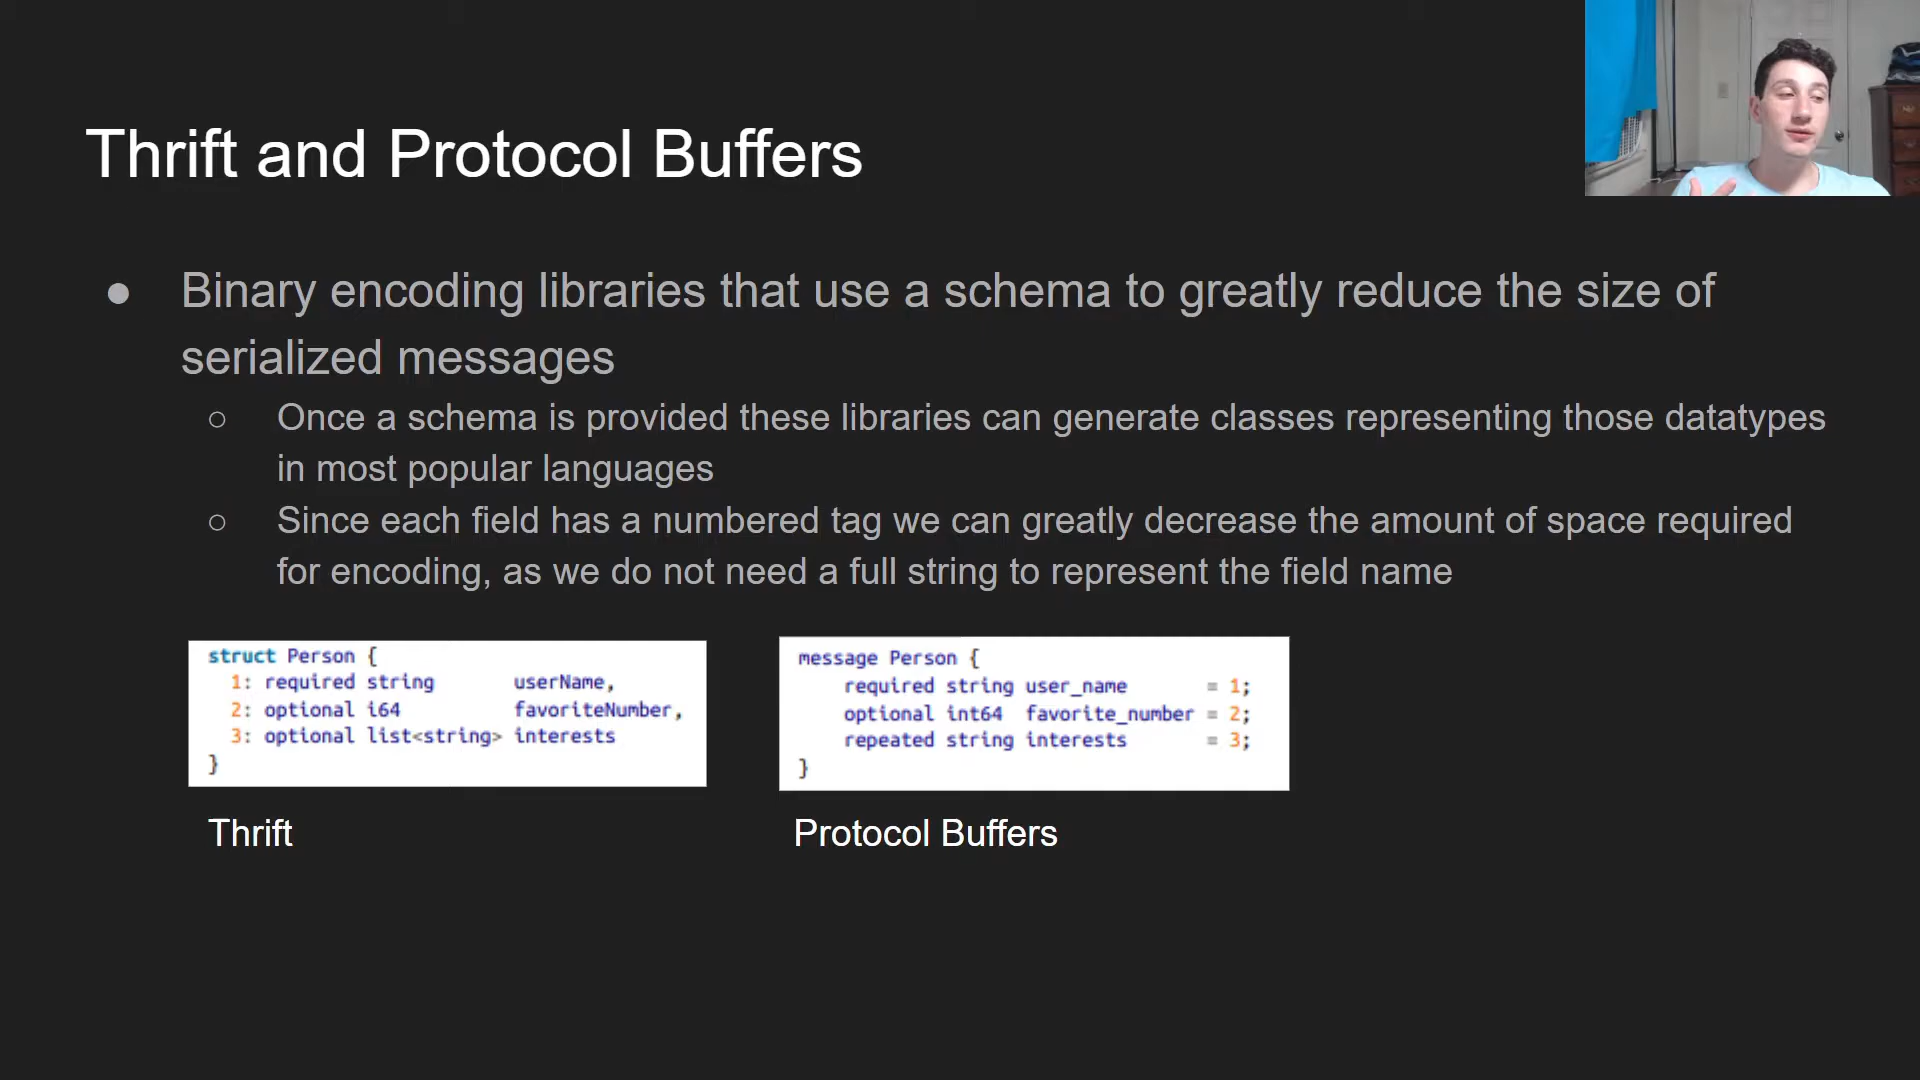 Thrift and Protocol Buffers
● Binary encoding libraries that use a schema to greatly reduce the size of
serialized messages
○ Once a schema is provided these libraries can generate classes representing those datatypes
in most popular languages
○ Since each field has a numbered tag we can greatly decrease the amount of space required
for encoding, as we do not need a full string to represent the field name
struct Person {
1: required string userName,
2: optional i64 favoriteNumber,
3: optional list<string> interests
}
Thrift
message Person {
required string user_name = 1;
optional int64 favorite_number = 2;
repeated string interests = 3;
}
Protocol Buffers